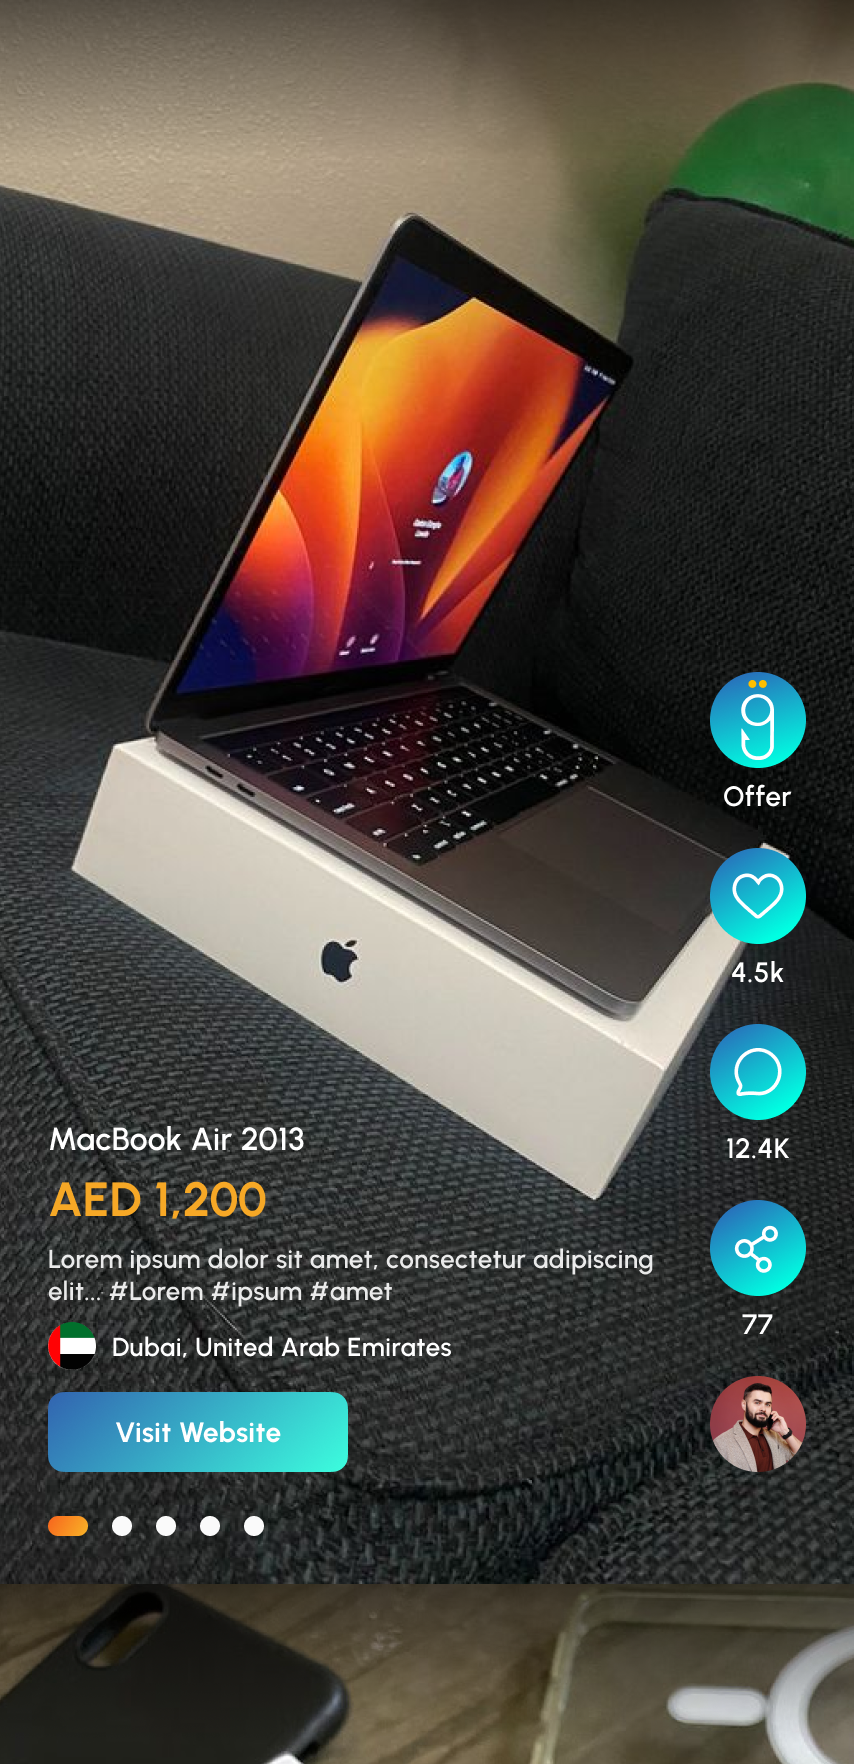 Offer
4.5k
12.4K
MacBook Air 2013
AED 1,200
Lorem ipsum dolor sit amet, consectetur adipiscing
elit... #Lorem #ipsum #amet
77
Dubai, United Arab Emirates
Visit Website